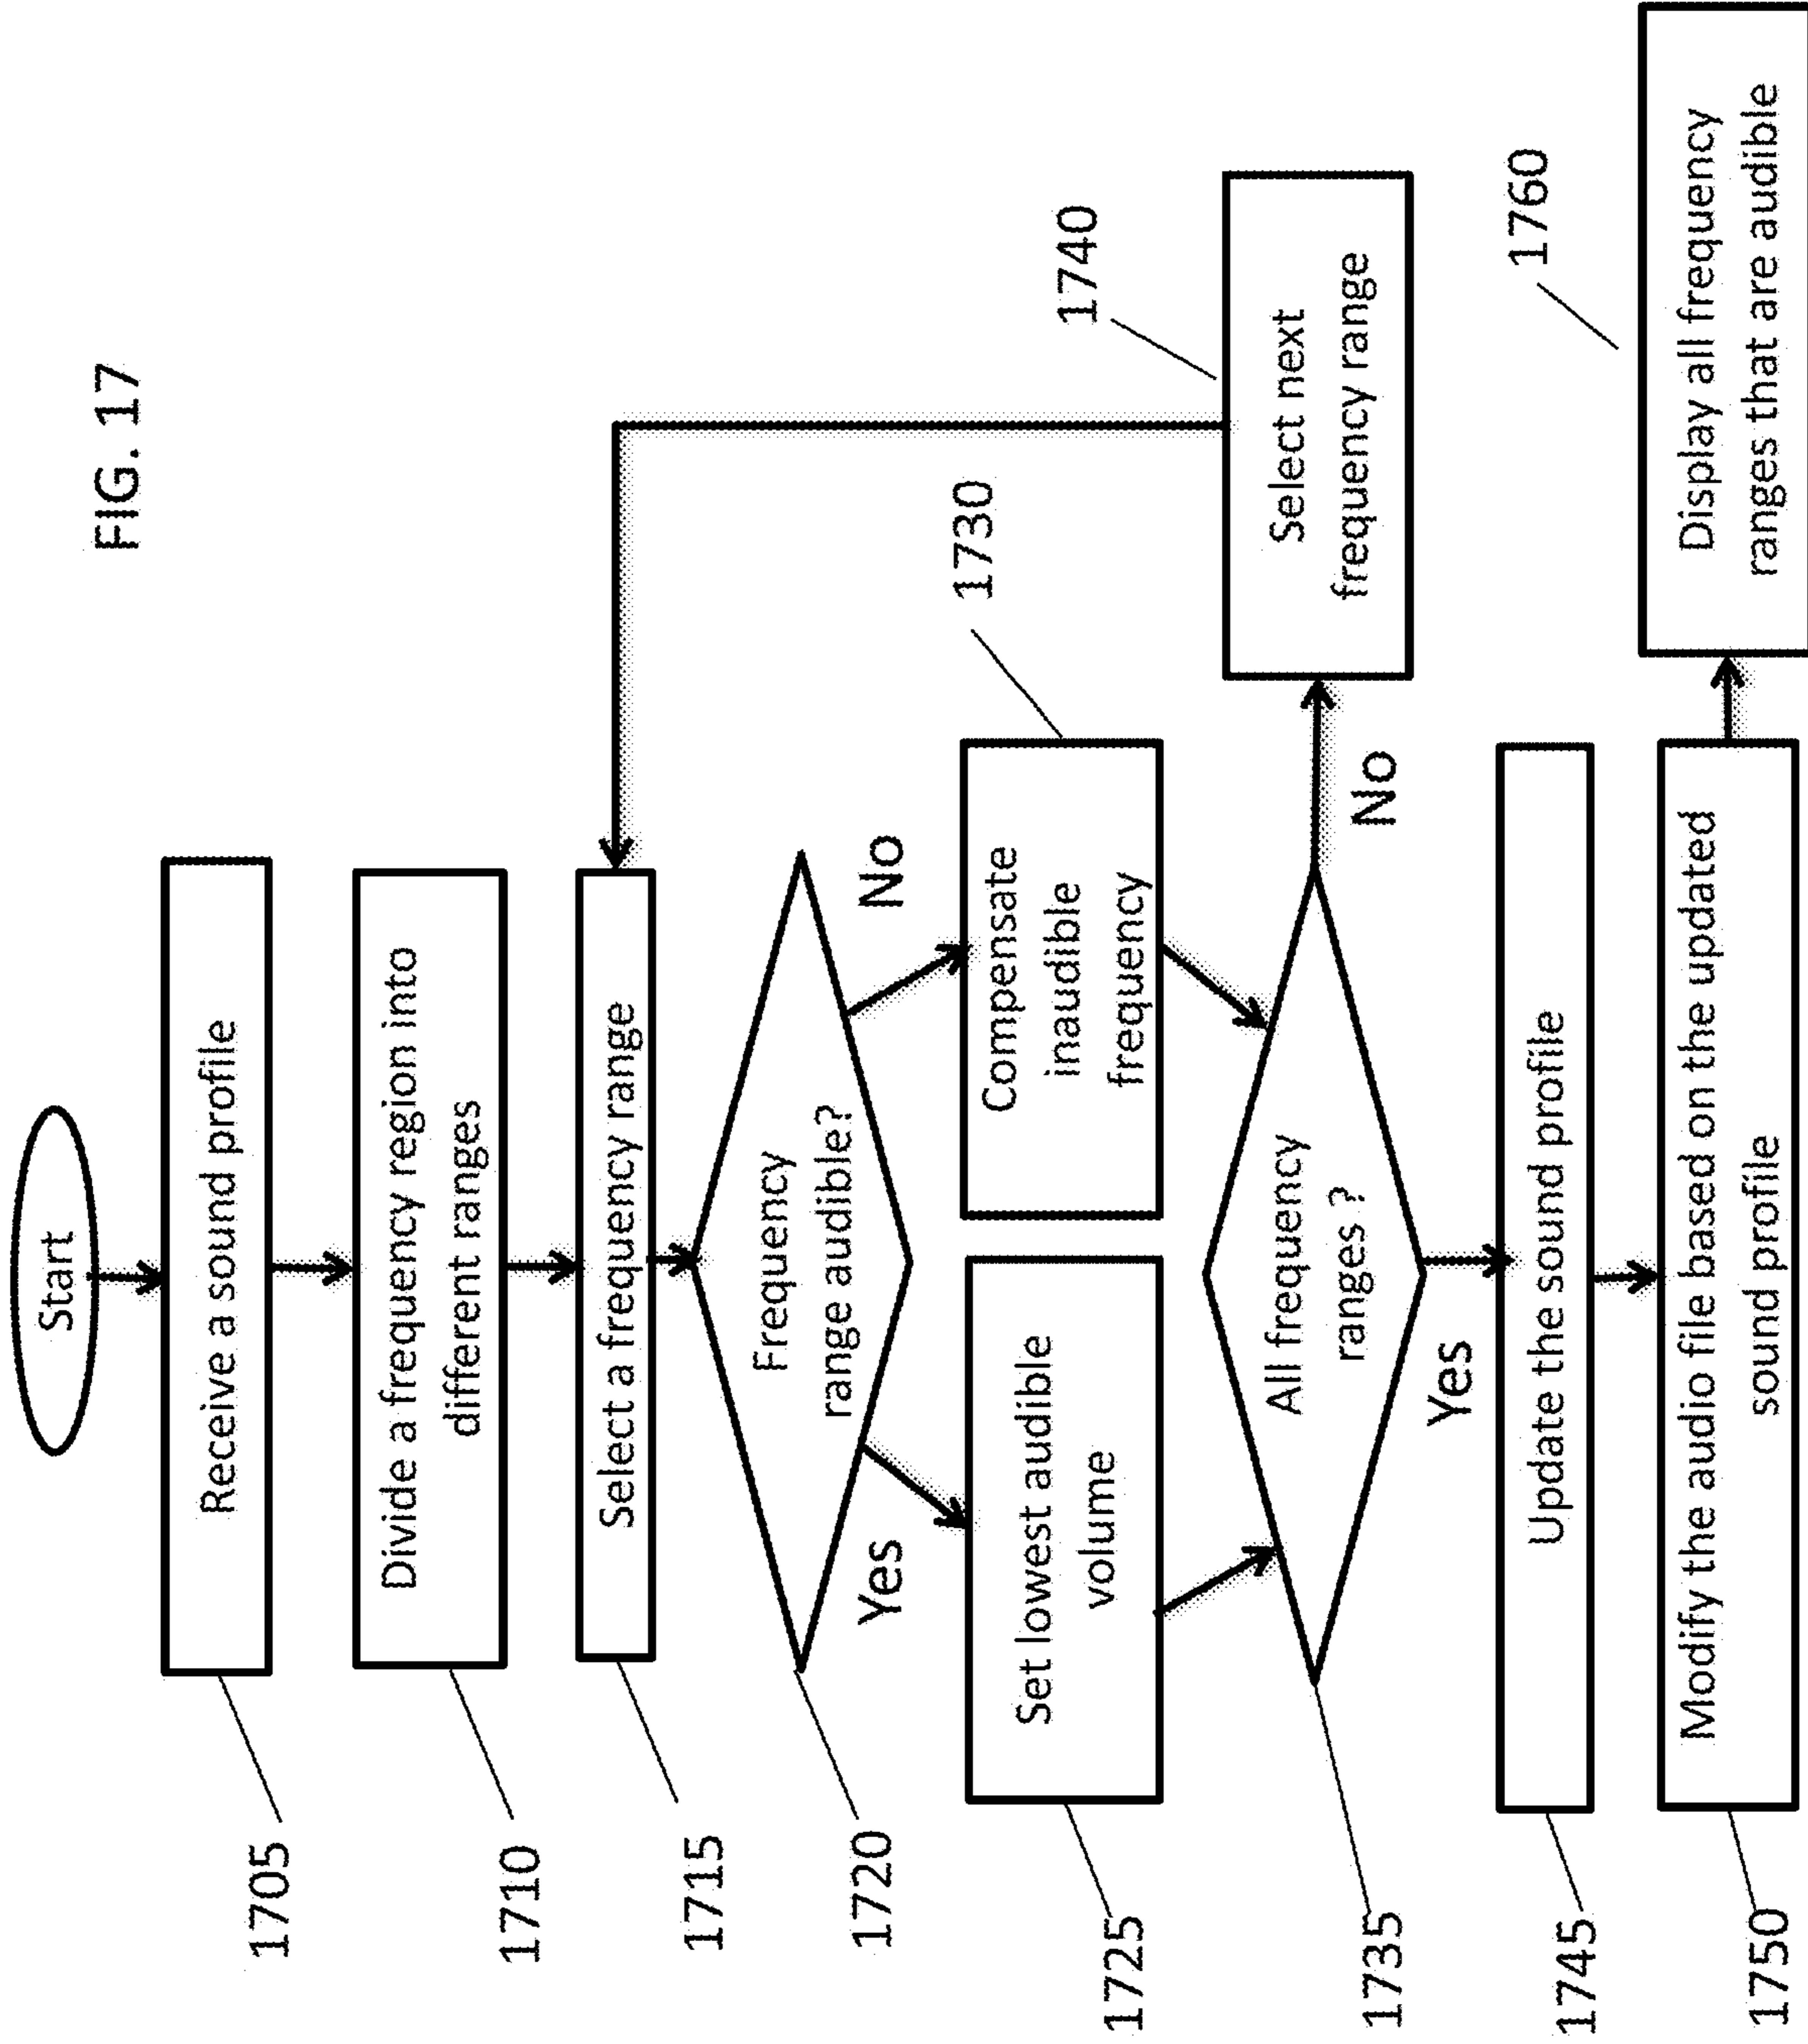 FIG. 17
Start
1705
Receive a sound profile
1710
Divide a frequency region into
different ranges
1715
Select a frequency range
1720
Frequency
range audible?
Yes
No
1725
Set lowest audible
volume
1730
Compensate
inaudible
frequency
1735
All frequency
ranges ?
Yes
No
1740
Select next
frequency range
1745
Update the sound profile
1750
Modify the audio file based on the updated
sound profile
1760
Display all frequency
ranges that are audible